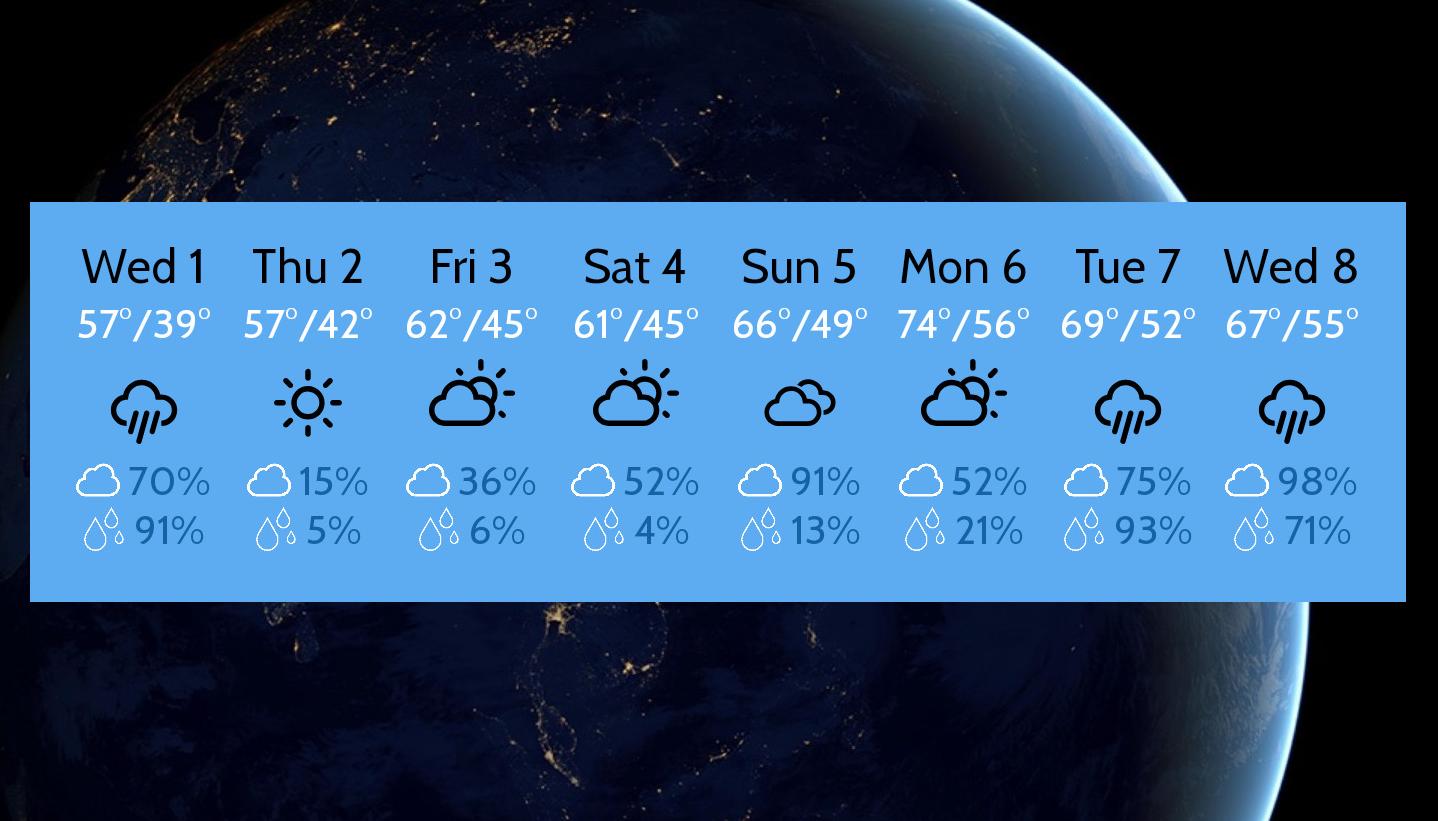 Wed 1 Thu 2 Fri 3 Sat 4 Sun 5 Mon 6 Tue 7 Wed 8
57°/39° 57°/42° 62°/45° 61°/45° 66°/49° 74°/56° 69°/52° 67°/55°
70% 15% 36% 52% 91% 52% 75% 98%
91% 5% 6% 4% 13% 21% 93% 71%